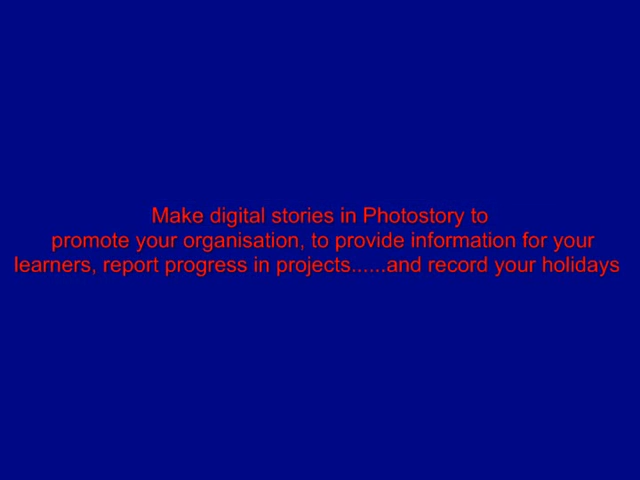 Make digital stories in Photostory to
promote your organisation, to provide information for your
learners, report progress in projects......and record your holidays